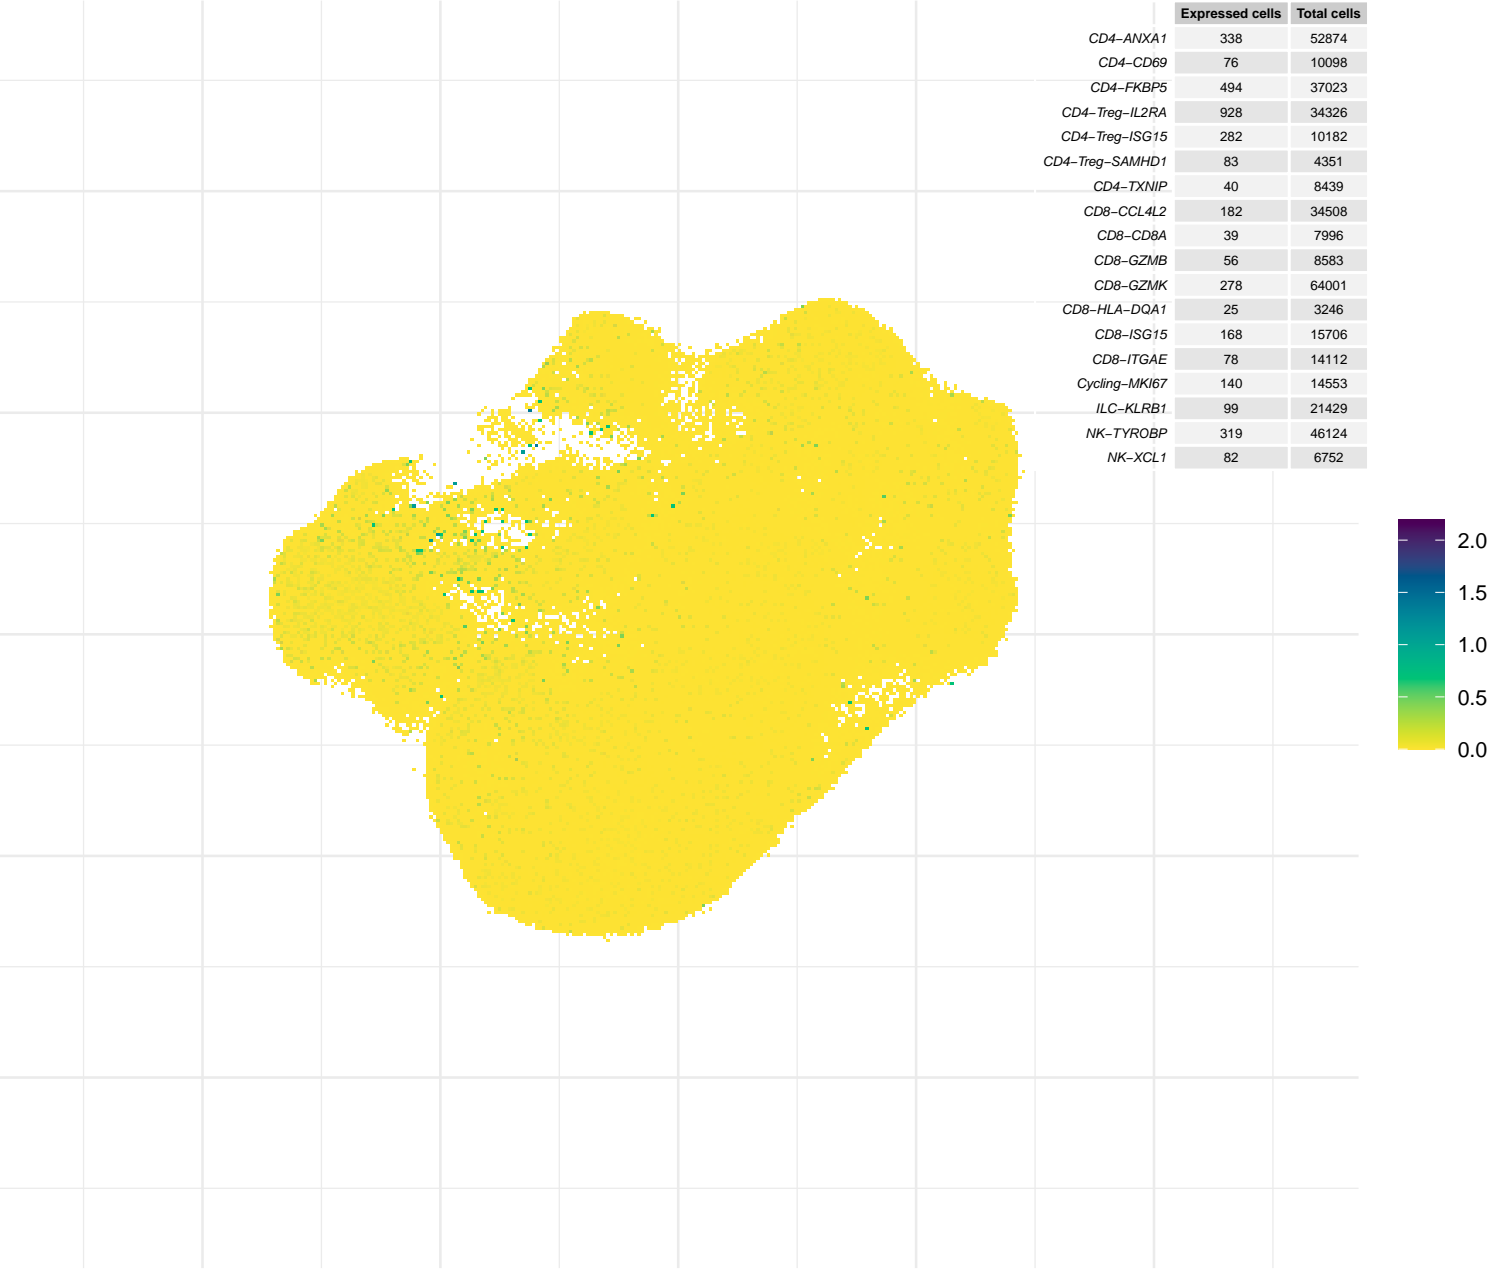 Expressed cells Total cells
CD4−ANXA1 338 52874
CD4−CD69 76 10098
CD4−FKBP5 494 37023
CD4−Treg−IL2RA 928 34326
CD4−Treg−ISG15 282 10182
CD4−Treg−SAMHD1 83 4351
CD4−TXNIP 40 8439
CD8−CCL4L2 182 34508
CD8−CD8A 39 7996
CD8−GZMB 56 8583
CD8−GZMK 278 64001
CD8−HLA−DQA1 25 3246
CD8−ISG15 168 15706
CD8−ITGAE 78 14112
Cycling−MKI67 140 14553
ILC−KLRB1 99 21429
NK−TYROBP 319 46124
NK−XCL1 82 6752
2.0
1.5
1.0
0.5
0.0